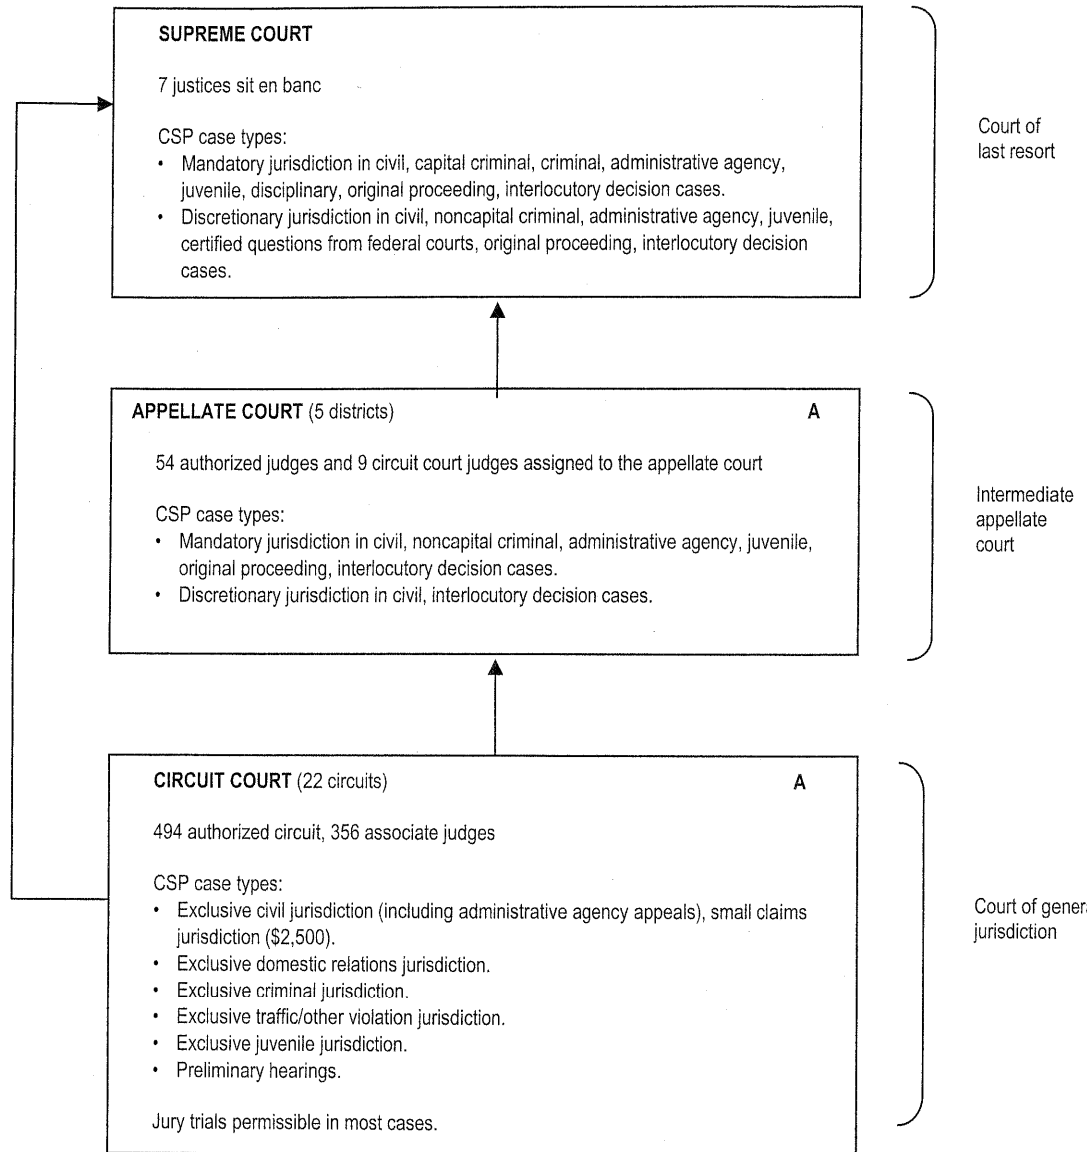 SUPREME COURT
7 justices sit en banc
CSP case types:
• Mandatory jurisdiction in civil, capital criminal, criminal, administrative agency,
juvenile, disciplinary, original proceeding, interlocutory decision cases.
• Discretionary jurisdiction in civil, noncapital criminal, administrative agency, juvenile,
certified questions from federal courts, original proceeding, interlocutory decision
cases.
Court of
last resort
APPELLATE COURT (5 districts) A
54 authorized judges and 9 circuit court judges assigned to the appellate court
CSP case types:
• Mandatory jurisdiction in civil, noncapital criminal, administrative agency, juvenile,
original proceeding, interlocutory decision cases.
• Discretionary jurisdiction in civil, interlocutory decision cases.
Intermediate
appellate
court
CIRCUIT COURT (22 circuits) A
494 authorized circuit, 356 associate judges
CSP case types:
• Exclusive civil jurisdiction (including administrative agency appeals), small claims
jurisdiction ($2,500).
• Exclusive domestic relations jurisdiction.
• Exclusive criminal jurisdiction.
• Exclusive traffic/other violation jurisdiction.
• Exclusive juvenile jurisdiction.
• Preliminary hearings.
Jury trials permissible in most cases.
Court of genera
jurisdiction